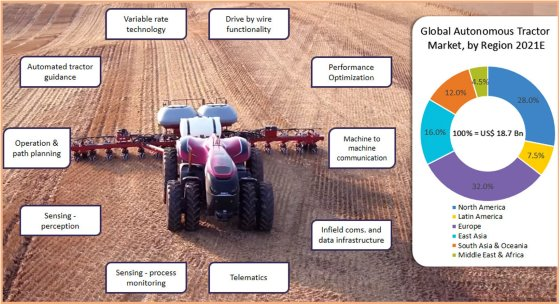 Variable rate
technology
Drive by wire
functionality
Automated tractor
guidance
Performance
Optimization
Operation &
path planning
Machine to machine
communication
Sensing -
perception
Infield coms. and
data infrastructure
Sensing - process
monitoring
Telematics
Global Autonomous Tractor
Market, by Region 2021E
4.5%
12.0%
28.0%
16.0%
100% = US$ 18.7 Bn
7.5%
32.0%
North America
Latin America
Europe
East Asia
South Asia & Oceania
Middle East & Africa